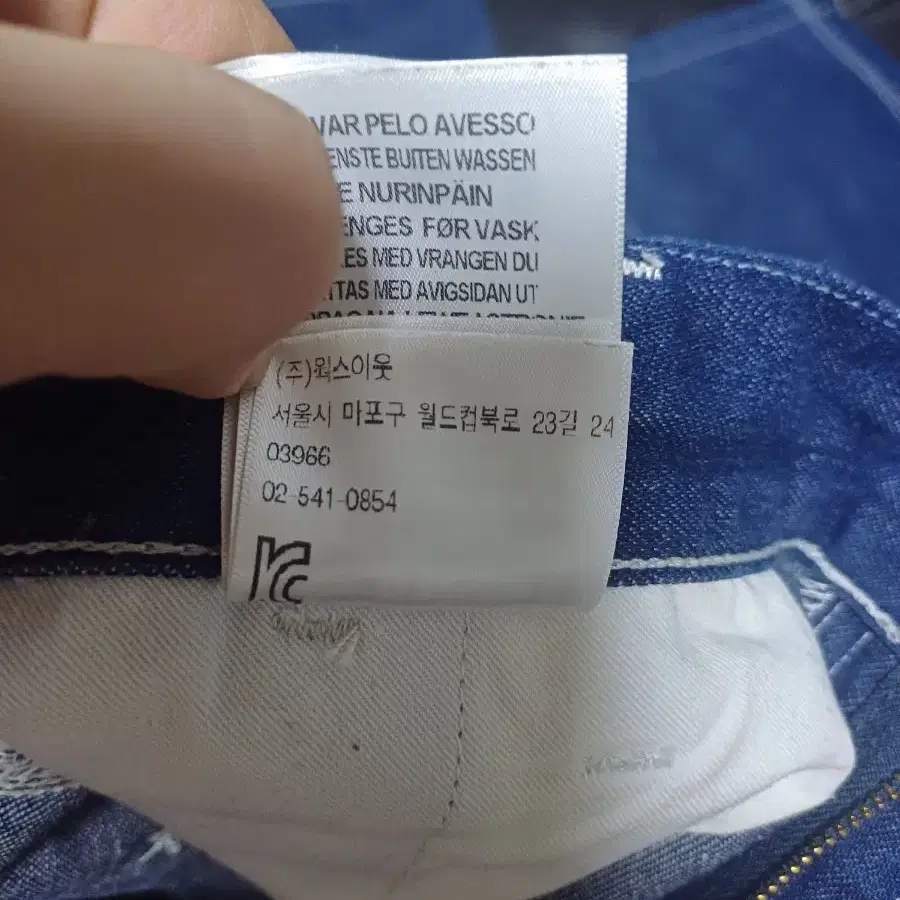 VAR PELO AVESSO
ENSTE BUITEN WASSEN
E NURINPÄIN
ENGES FØR VASK
LES MED VRANGEN DU
TAS MED AVIGSIDAN UT
(주)웍스이웃
서울시 마포구 월드컵북로 23길 24
03966
02-541-0854